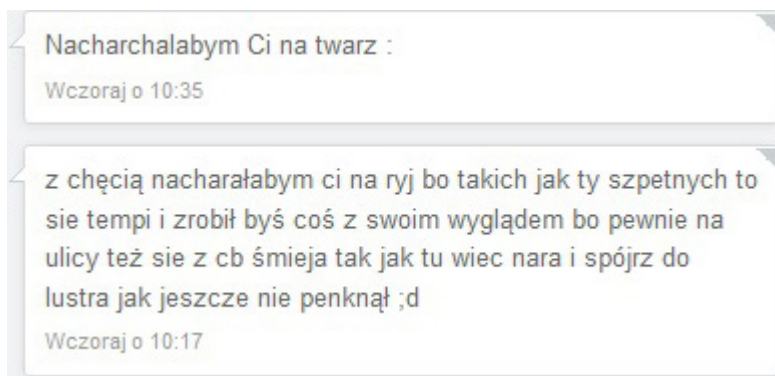 Nacharchalabym Ci na twarz :
Wczoraj o 10:35
z chęcią nacharałabym ci na ryj bo takich jak ty szpetnych to
sie tempi i zrobił byś coś z swoim wyglądem bo pewnie na
ulicy też sie z cb śmieja tak jak tu wiec nara i spójrz do
lustra jak jeszcze nie penknął ;d
Wczoraj o 10:17